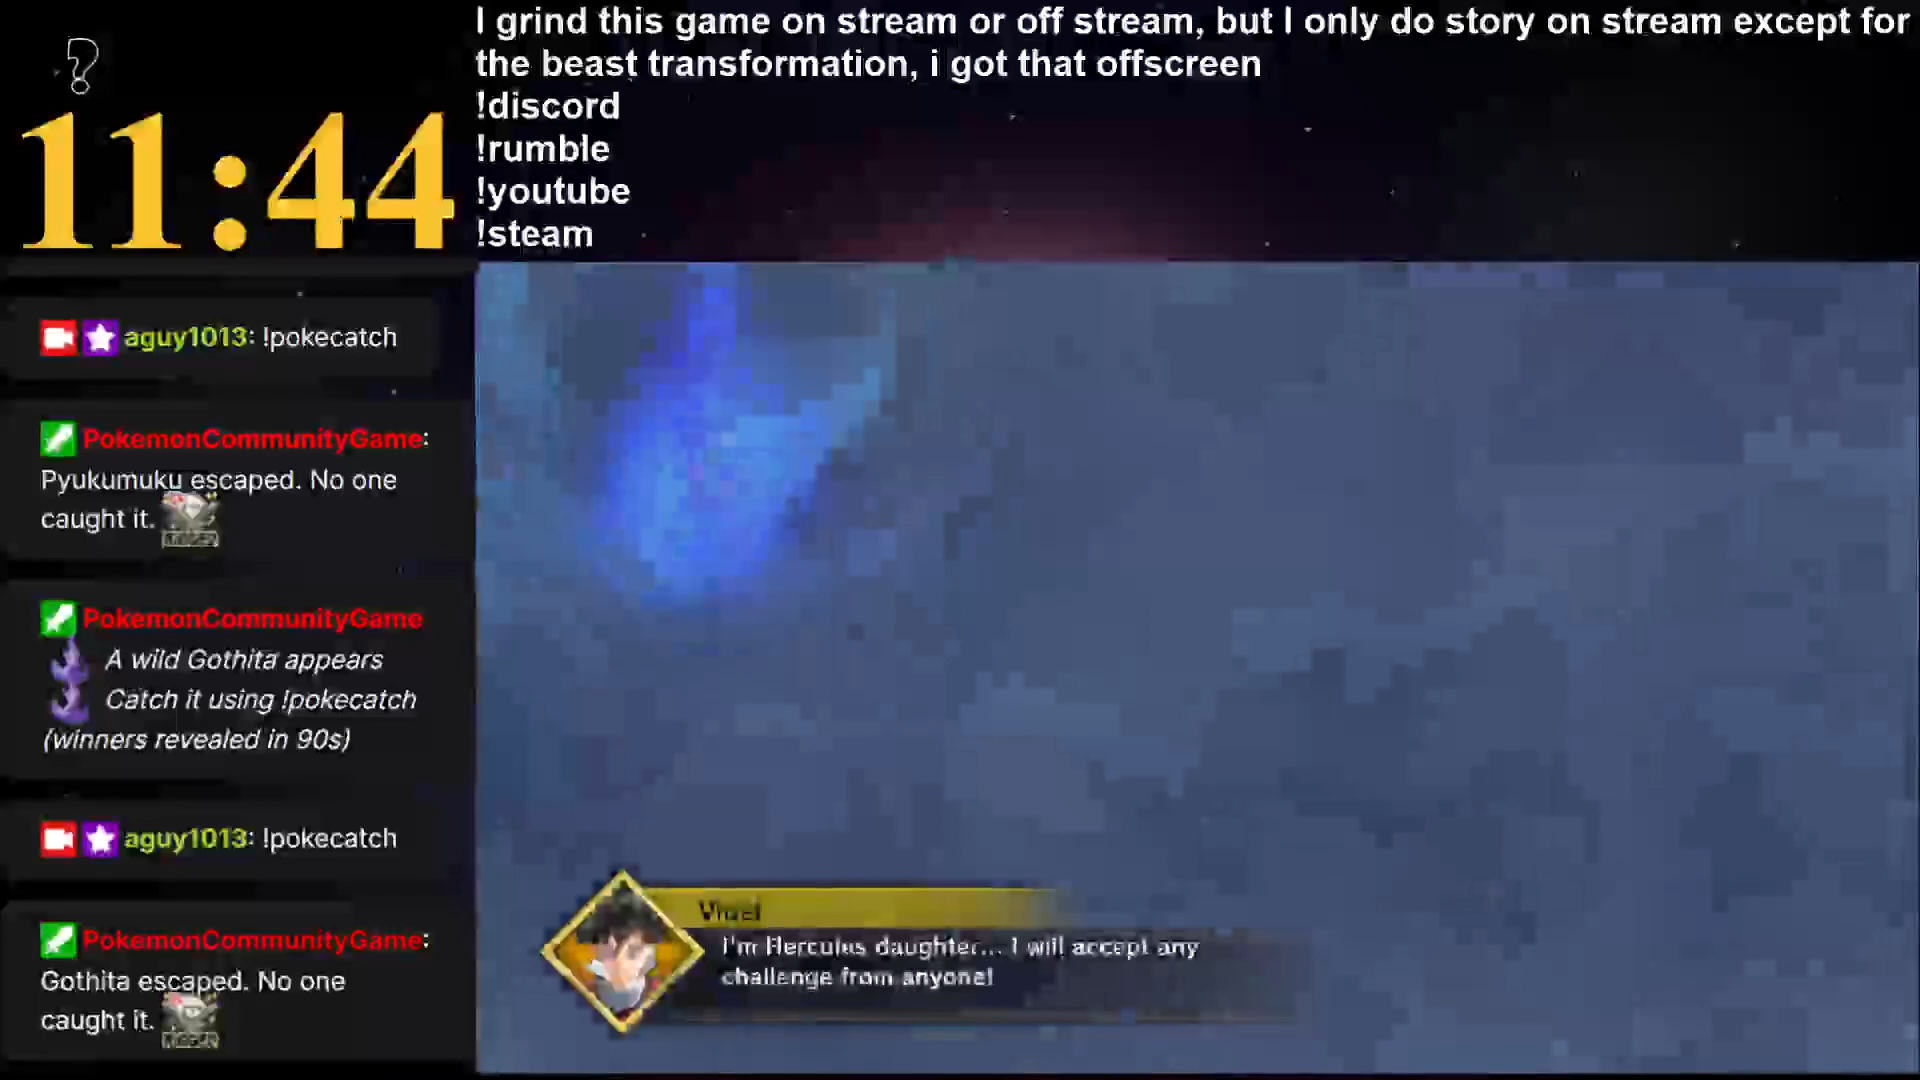 I grind this game on stream or off stream, but I only do story on stream except for
the beast transformation, i got that offscreen
!discord
!rumble
!youtube
!steam
?
11:44
aguy1013: !pokecatch
PokemonCommunityGame:
Pyukumuku escaped. No one
caught it.
PokemonCommunityGame
A wild Gothita appears
Catch it using !pokecatch
(winners revealed in 90s)
aguy1013: !pokecatch
PokemonCommunityGame:
Gothita escaped. No one
caught it.
Videl
I'm Hercules daughter... I will accept any
challenge from anyone!